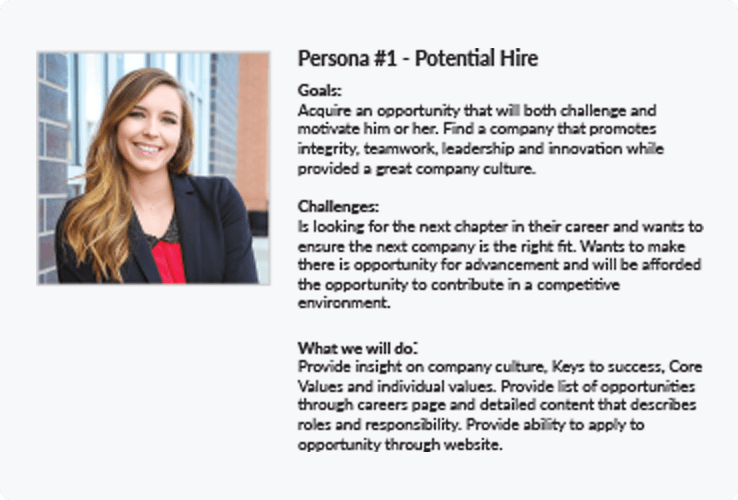 Persona #1 - Potential Hire
Goals:
Acquire an opportunity that will both challenge and
motivate him or her. Find a company that promotes
integrity, teamwork, leadership and innovation while
provided a great company culture.
Challenges:
Is looking for the next chapter in their career and wants to
ensure the next company is the right fit. Wants to make
there is opportunity for advancement and will be afforded
the opportunity to contribute in a competitive
environment.
What we will do:
Provide insight on company culture, Keys to success, Core
Values and individual values. Provide list of opportunities
through careers page and detailed content that describes
roles and responsibility. Provide ability to apply to
opportunity through website.